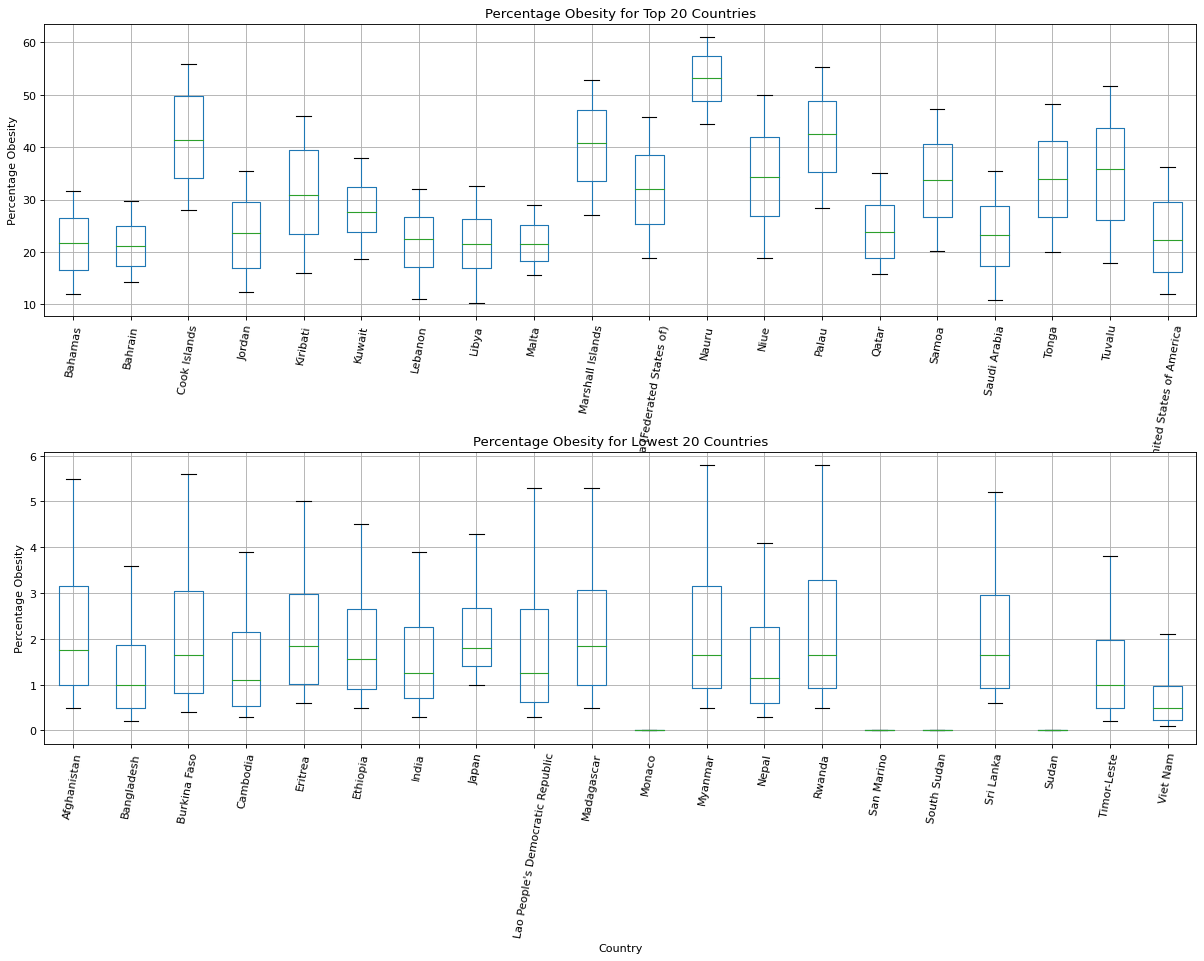 Percentage Obesity for Top 20 Countries
Percentage Obesity
60
50
40
30
20
10
Bahamas
Bahrain
Cook Islands
Jordan
Kiribati
Kuwait
Lebanon
Libya
Malta
Marshall Islands
(Federated States of)
Nauru
Niue
Palau
Qatar
Samoa
Saudi Arabia
Tonga
Tuvalu
States of America
Percentage Obesity for Lowest 20 Countries
Percentage Obesity
6
5
4
3
2
1
0
Afghanistan
Bangladesh
Burkina Faso
Cambodia
Eritrea
Ethiopia
India
Japan
Lao People's Democratic Republic
Madagascar
Monaco
Myanmar
Nepal
Rwanda
San Marino
South Sudan
Sri Lanka
Sudan
Timor-Leste
Viet Nam
Country